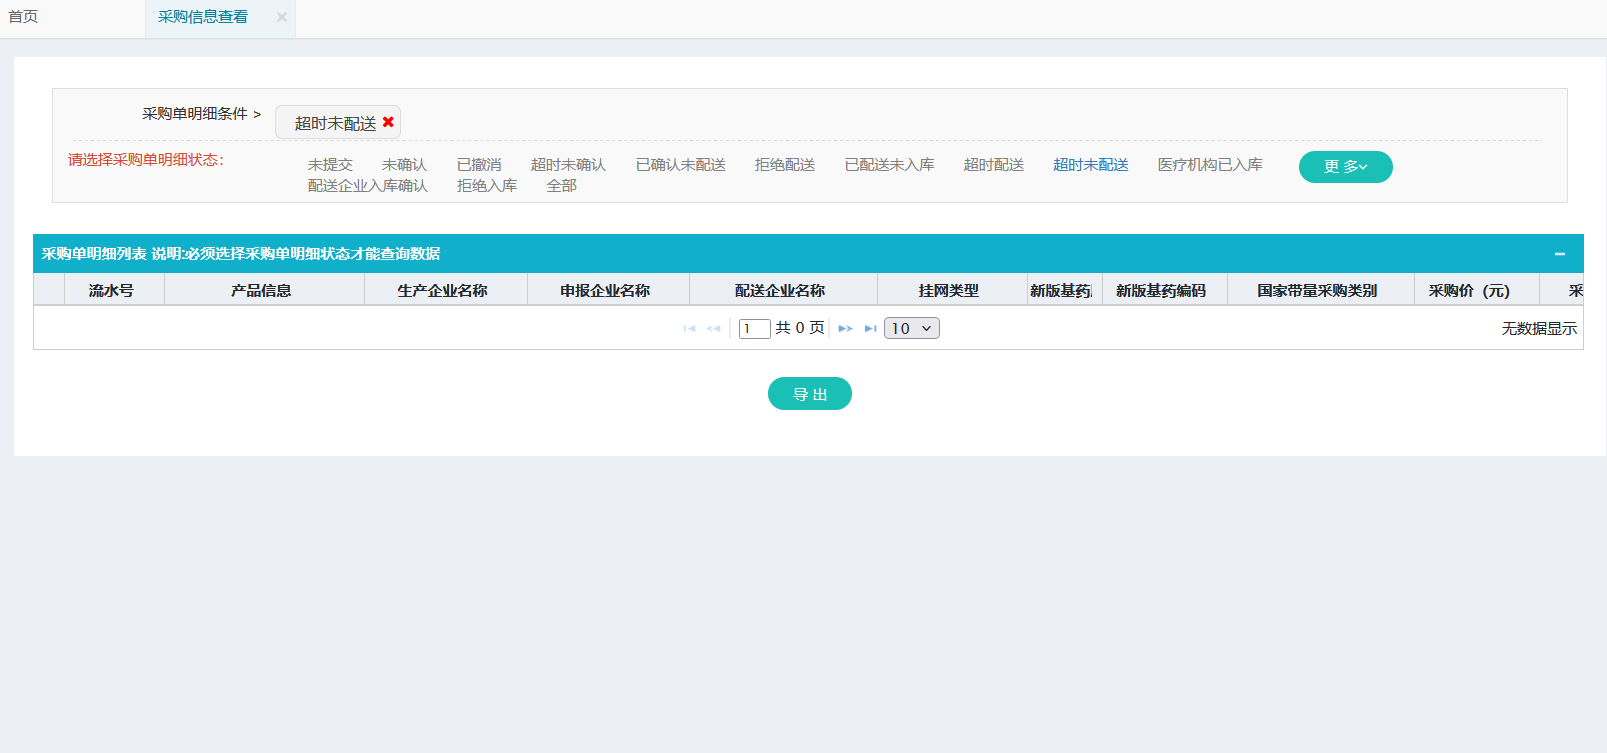 首页 采购信息查看
采购单明细条件 > 超时未配送
请选择采购单明细状态: 未提交 未确认 已撤消 超时未确认 已确认未配送 拒绝配送 已配送未入库 超时配送 超时未配送 医疗机构已入库 更 多
配送企业入库确认 拒绝入库 全部
采购单明细列表 说明:必须选择采购单明细状态才能查询数据
流水号 产品信息 生产企业名称 申报企业名称 配送企业名称 挂网类型 新版基药 新版基药编码 国家带量采购类别 采购价（元） 采
1 共 0 页 10 无数据显示
导 出